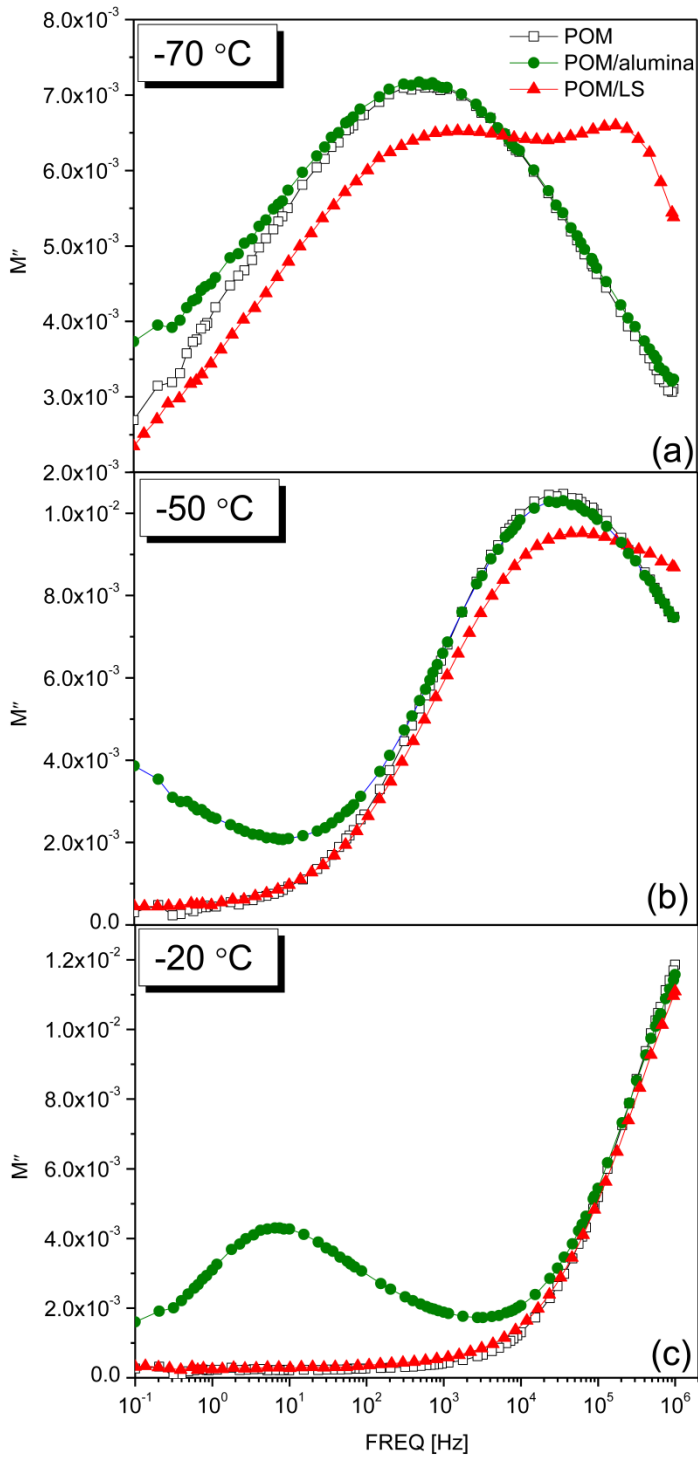 -70 °C
POM
POM/alumina
POM/LS
8.0x10⁻³
7.0x10⁻³
6.0x10⁻³
5.0x10⁻³
4.0x10⁻³
3.0x10⁻³
2.0x10⁻³
M″
(a)
-50 °C
1.0x10⁻²
8.0x10⁻³
6.0x10⁻³
4.0x10⁻³
2.0x10⁻³
0.0
M″
(b)
-20 °C
1.2x10⁻²
1.0x10⁻²
8.0x10⁻³
6.0x10⁻³
4.0x10⁻³
2.0x10⁻³
0.0
M″
(c)
10⁻¹ 10⁰ 10¹ 10² 10³ 10⁴ 10⁵ 10⁶
FREQ [Hz]